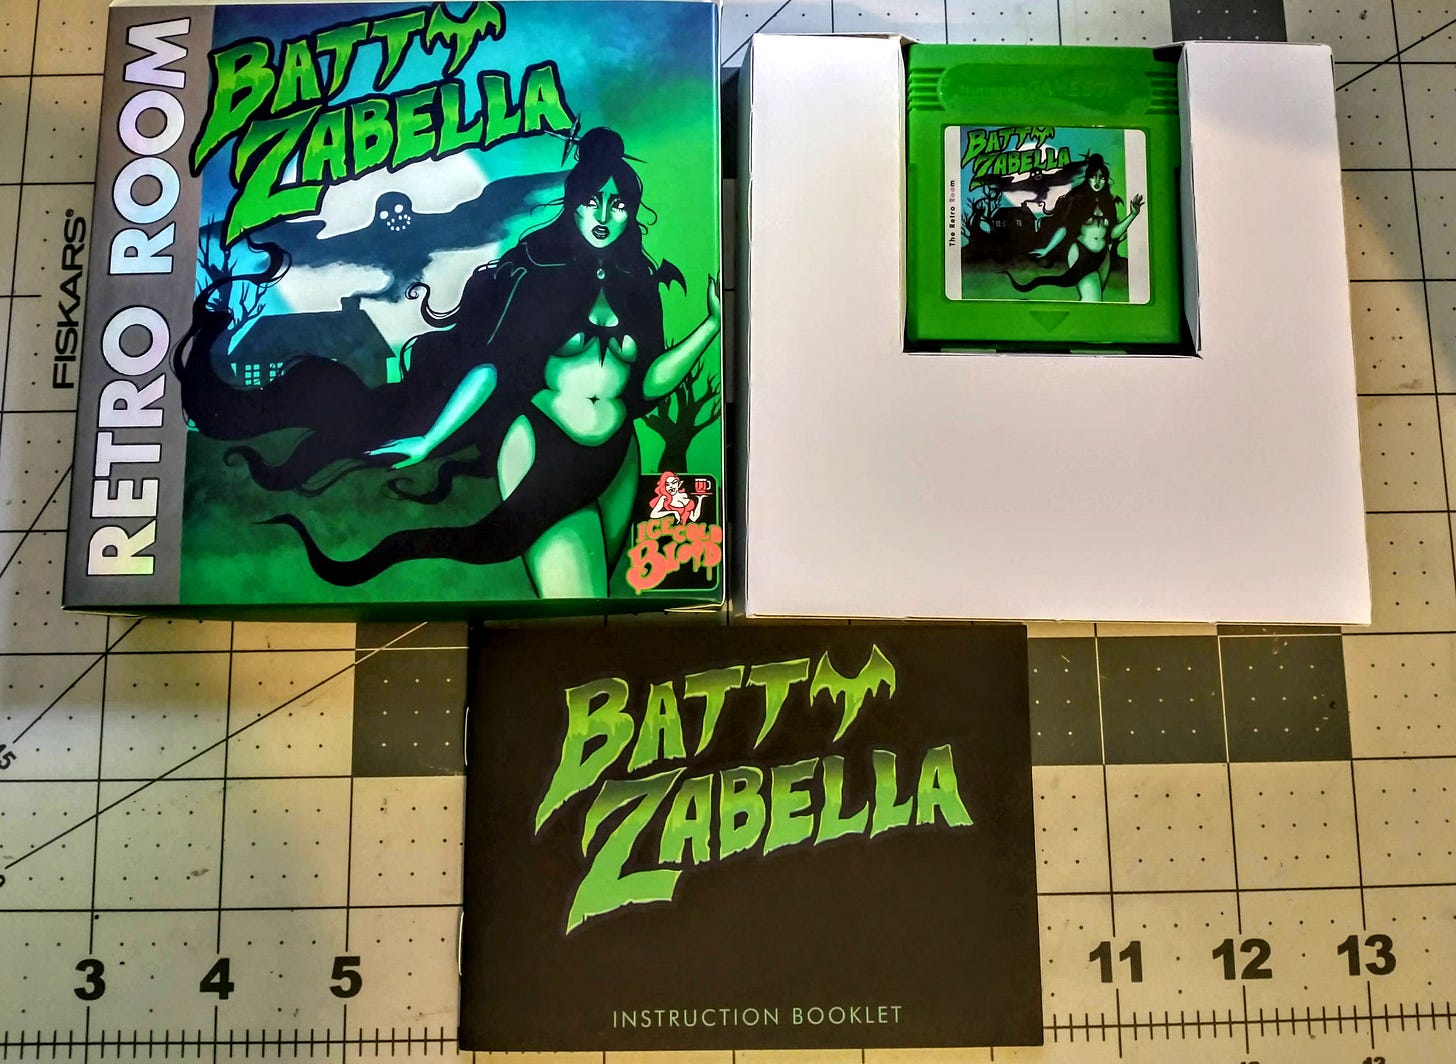 RETRO ROOM
BATTY
ZABELLA
ICE COLD
BLOOD
FISKARS®
Nintendo GAME BOY
BATTY
ZABELLA
The Retro Room
BATTY
ZABELLA
INSTRUCTION BOOKLET
15
3 4 5 11 12 13